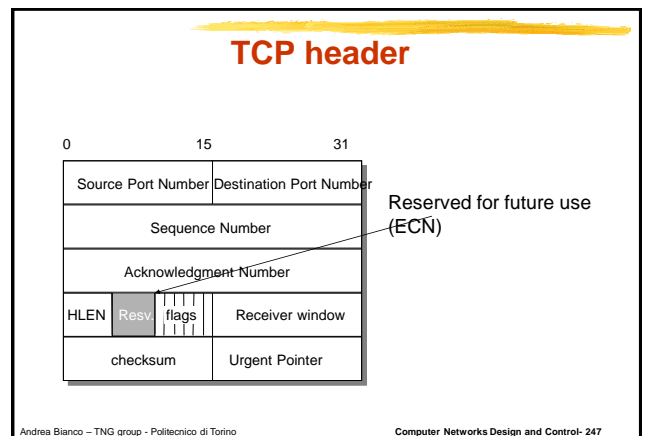 TCP header
0 15 31
Source Port Number Destination Port Number
Reserved for future use
(ECN)
Sequence Number
Acknowledgment Number
HLEN Resv. flags Receiver window
checksum Urgent Pointer
Andrea Bianco – TNG group - Politecnico di Torino Computer Networks Design and Control- 247